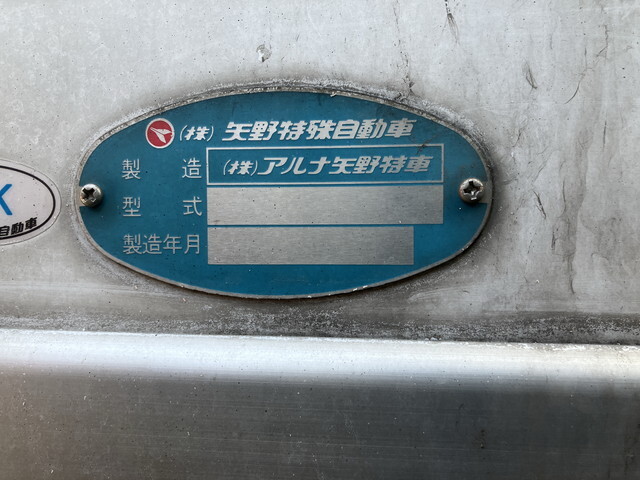 (株) 矢野特殊自動車
製造 (株)アルナ矢野特車
型式
製造年月
K
自動車